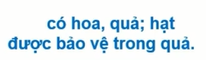 có hoa, quả; hạt
được bảo vệ trong quả.